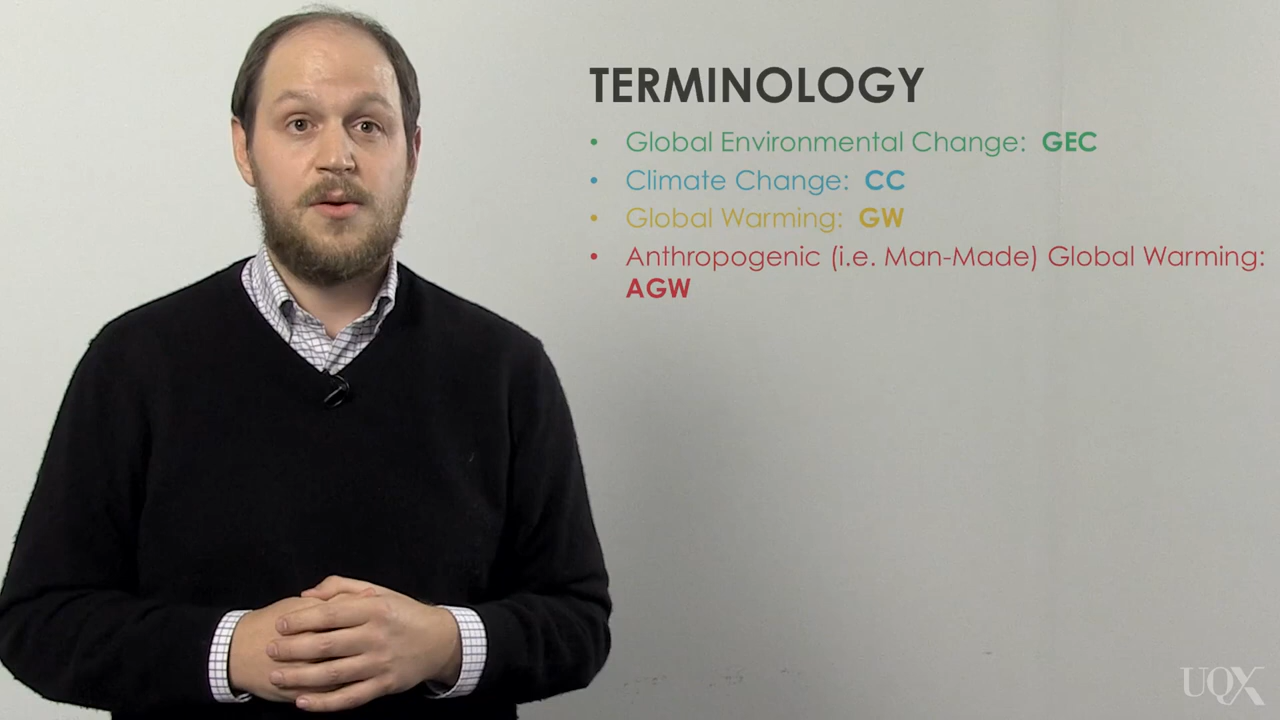 TERMINOLOGY
• Global Environmental Change: GEC
• Climate Change: CC
• Global Warming: GW
• Anthropogenic (i.e. Man-Made) Global Warming:
AGW
UQX